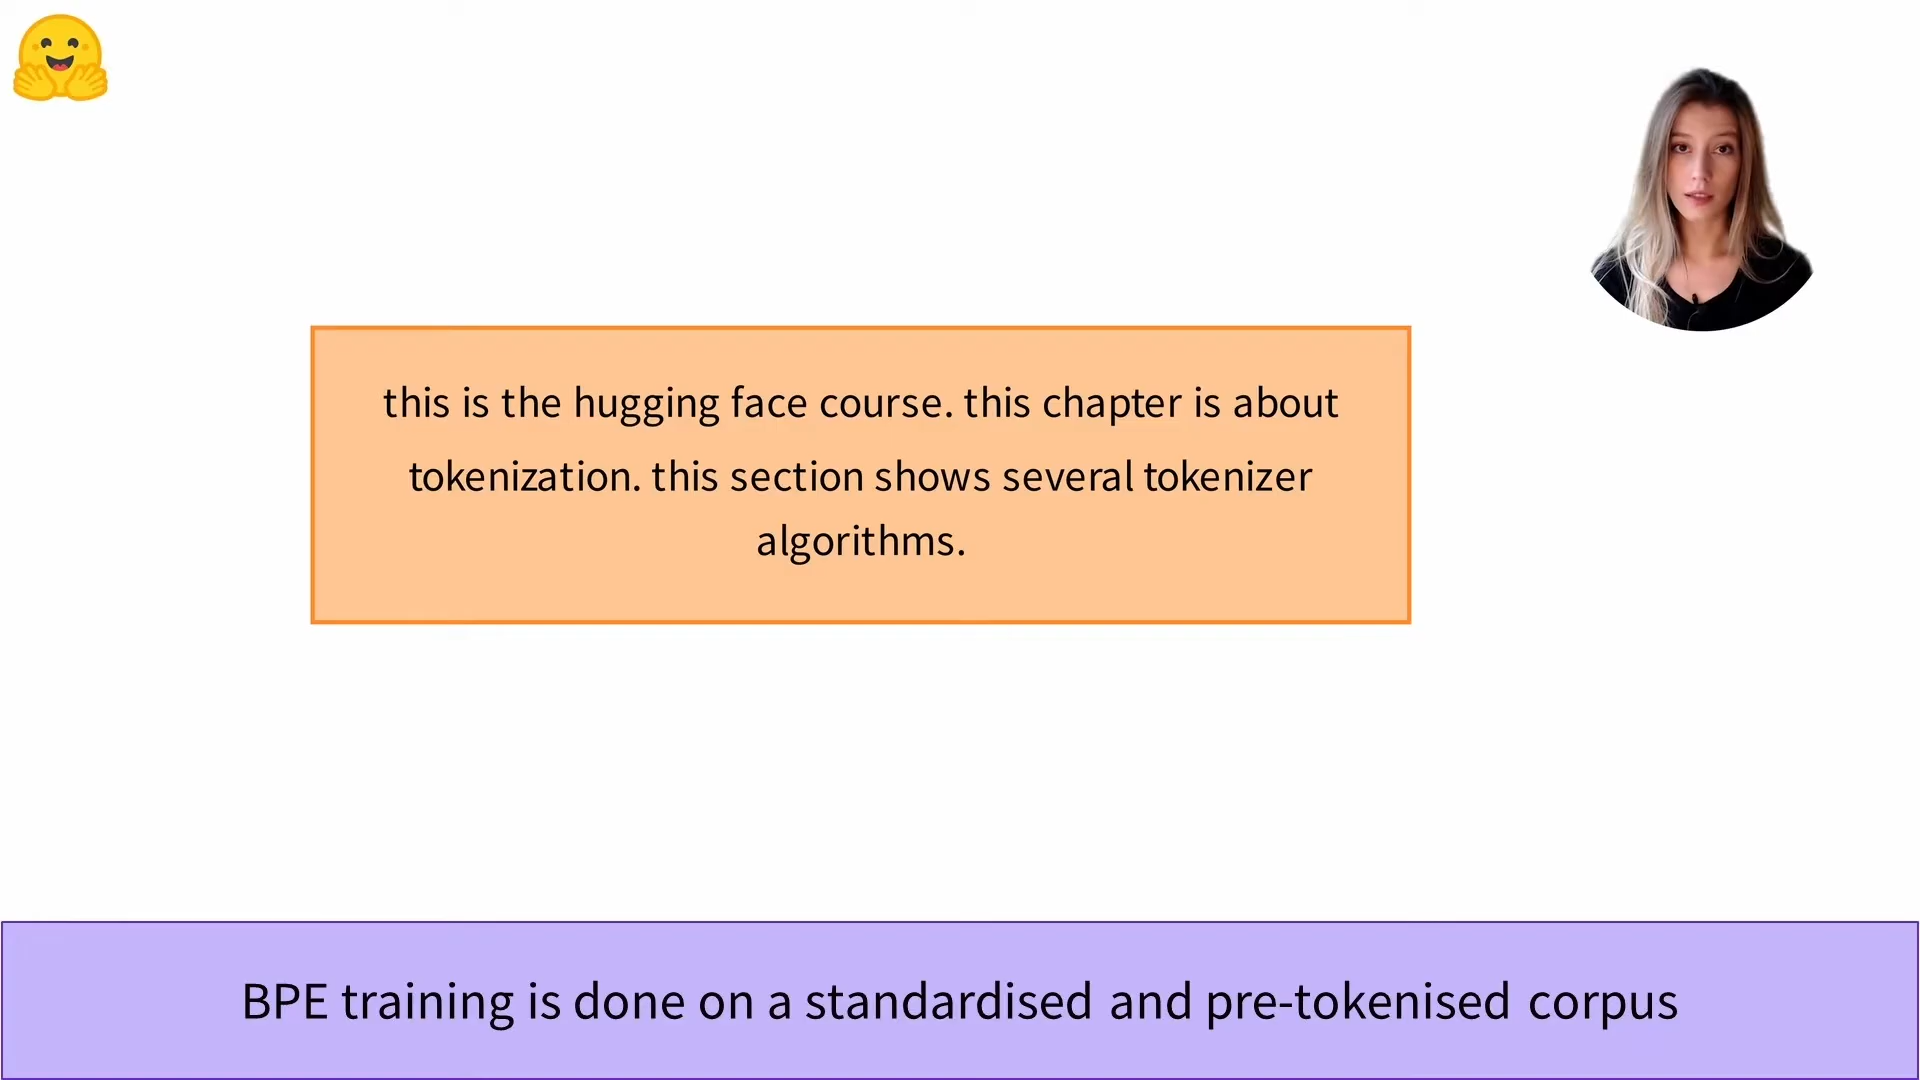 this is the hugging face course. this chapter is about
tokenization. this section shows several tokenizer
algorithms.
BPE training is done on a standardised and pre-tokenised corpus